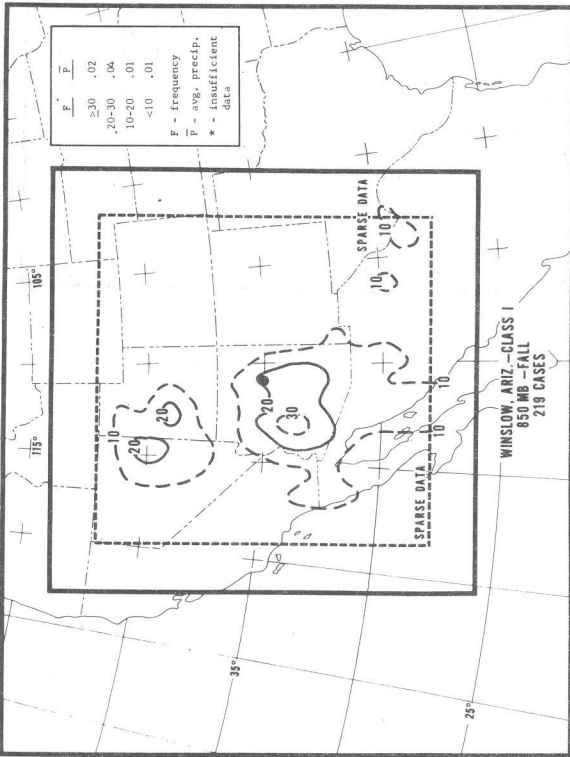 115°
105°
F P̄
≥30 .02
.20-30 .04
10-20 .01
<10 .01
F - frequency
P̄ - avg. precip.
* - insufficient
data
10
20
20
35°
20
30
SPARSE DATA
10
10
SPARSE DATA
10
10
25°
WINSLOW, ARIZ.–CLASS I
850 MB –FALL
219 CASES